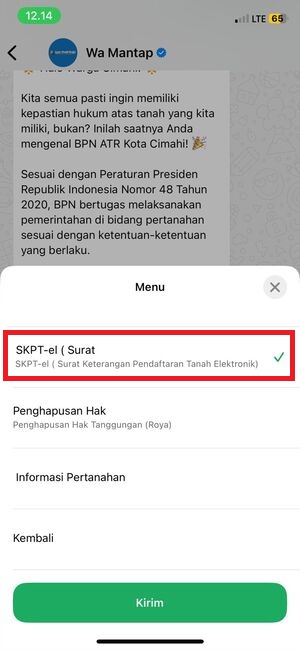 12.14
LTE 65
Wa Mantap
Halo Warga Cimahi!
Kita semua pasti ingin memiliki
kepastian hukum atas tanah yang kita
miliki, bukan? Inilah saatnya Anda
mengenal BPN ATR Kota Cimahi! 🎉
Sesuai dengan Peraturan Presiden
Republik Indonesia Nomor 48 Tahun
2020, BPN bertugas melaksanakan
pemerintahan di bidang pertanahan
sesuai dengan ketentuan-ketentuan
yang berlaku.
Menu
SKPT-el ( Surat
SKPT-el ( Surat Keterangan Pendaftaran Tanah Elektronik)
Penghapusan Hak
Penghapusan Hak Tanggungan (Roya)
Informasi Pertanahan
Kembali
Kirim